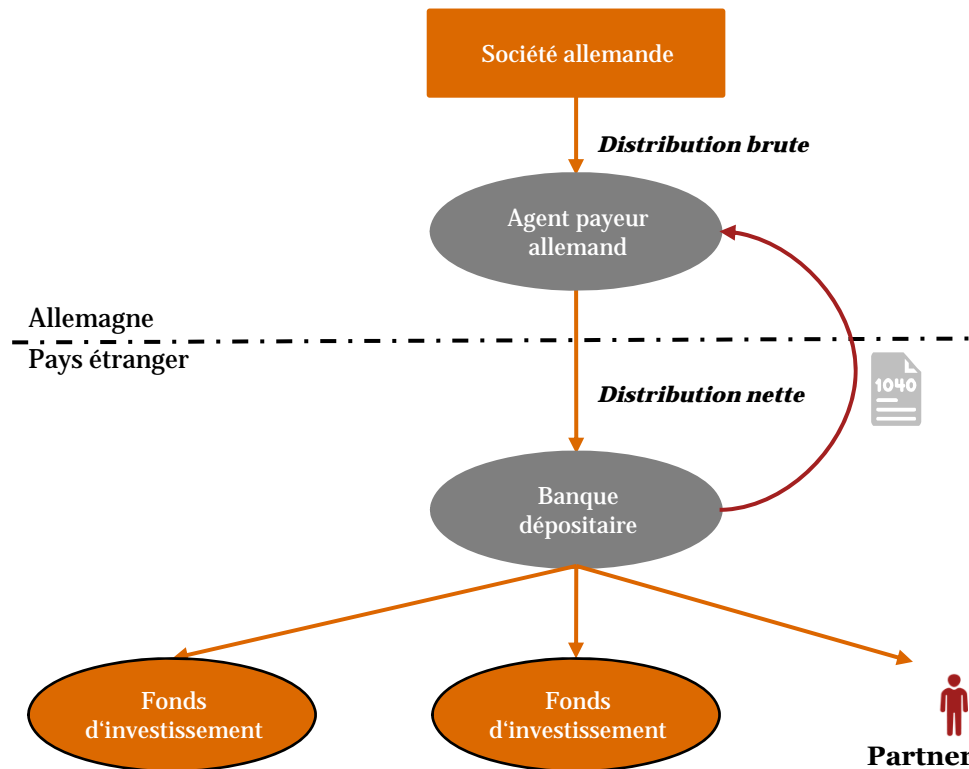 Société allemande
Distribution brute
Agent payeur
allemand
Allemagne
Pays étranger
1040
Distribution nette
Banque
dépositaire
Fonds
d‘investissement
Fonds
d‘investissement
Partner